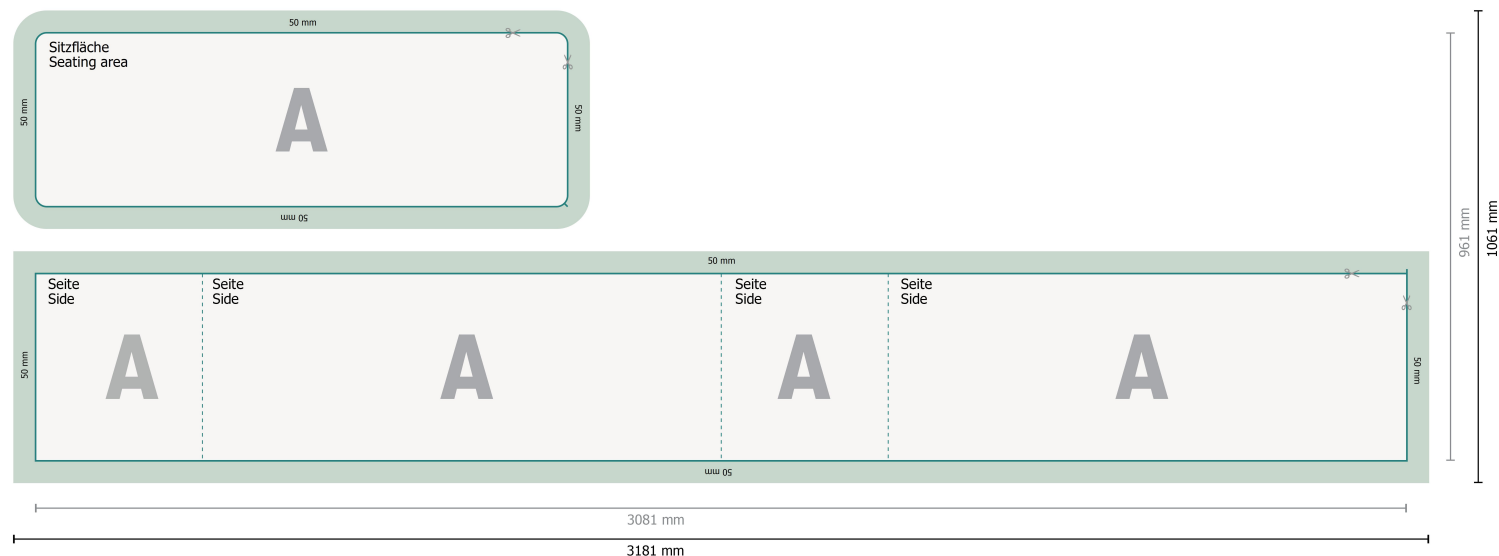 50 mm
Sitzfläche
Seating area
50 mm
A
50 mm
50 mm
50 mm
Seite
Side
Seite
Side
Seite
Side
Seite
Side
50 mm
A
A
A
A
50 mm
50 mm
961 mm
1061 mm
3081 mm
3181 mm